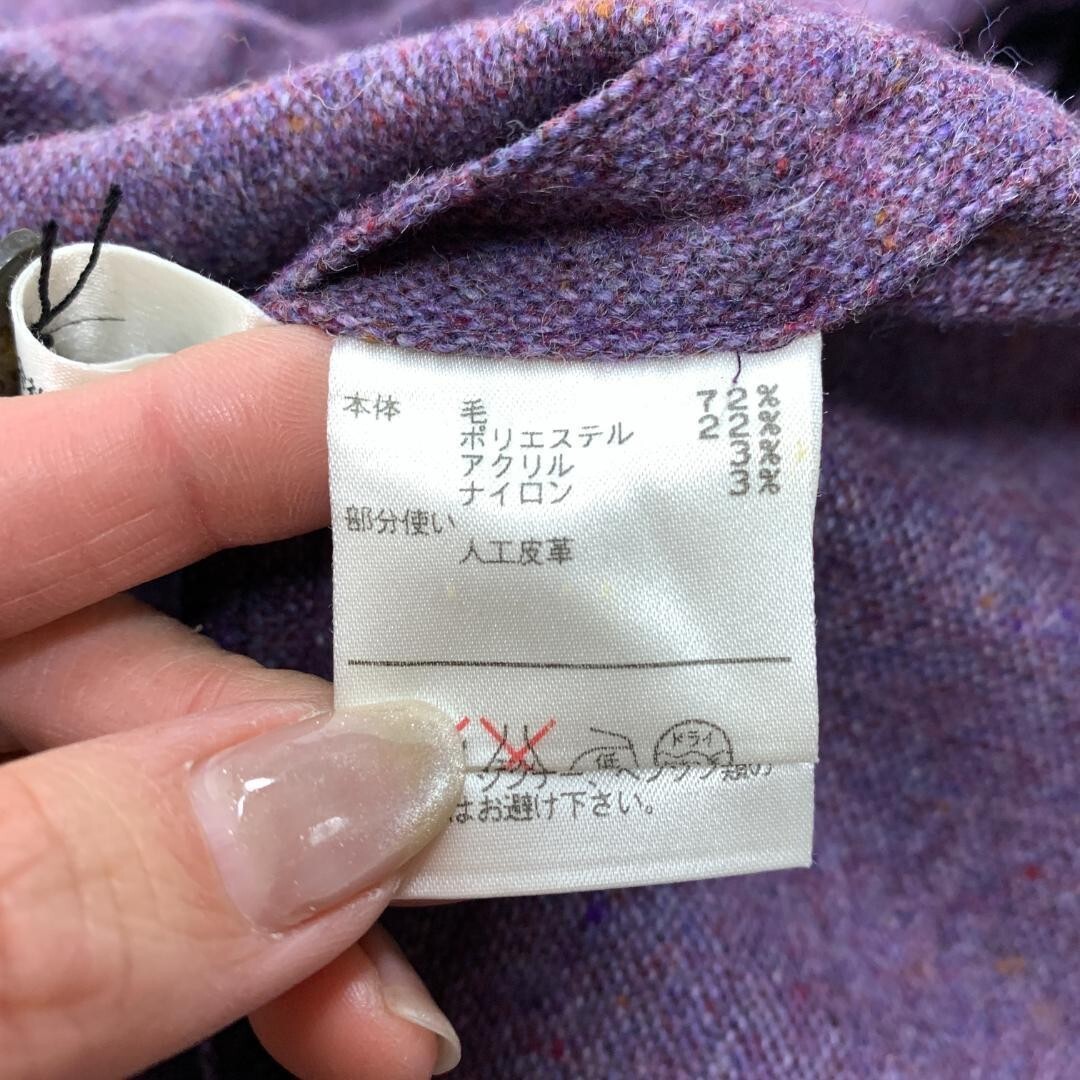 本体 毛 72%
ポリエステル 22%
アクリル 3%
ナイロン 3%
部分使い
人工皮革
低 ドライ
はお避け下さい。